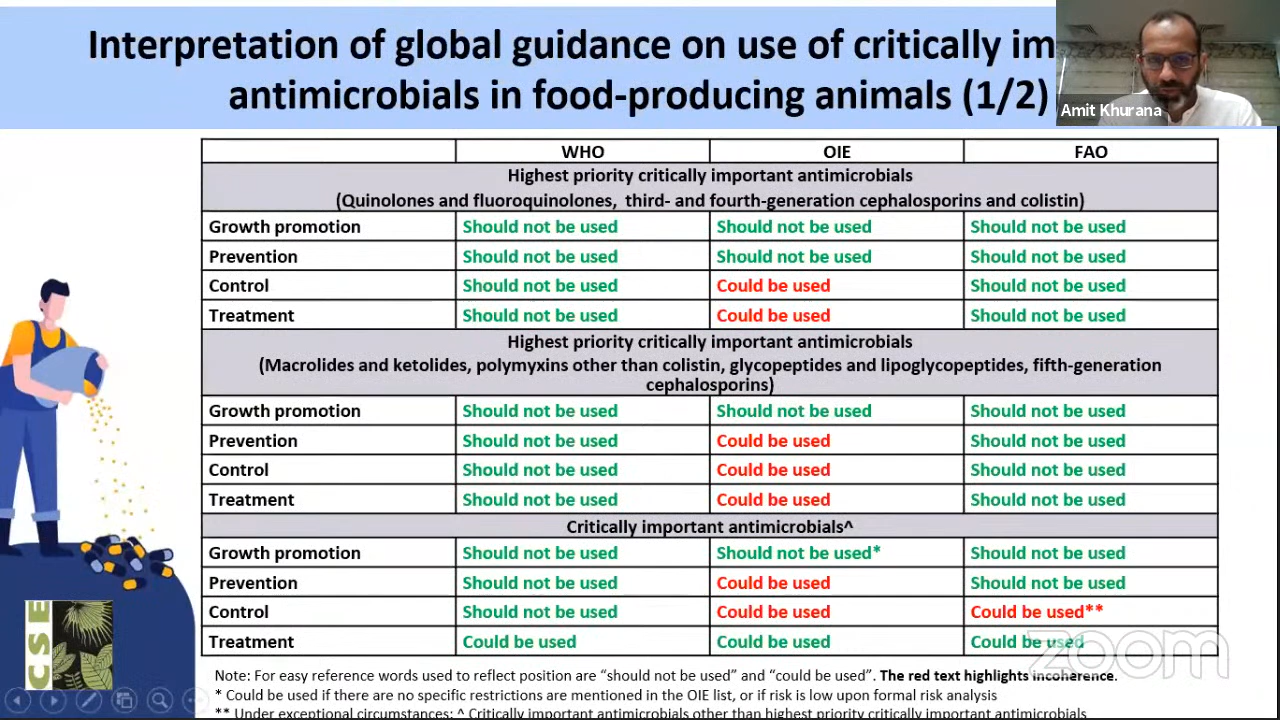 Interpretation of global guidance on use of critically im
antimicrobials in food-producing animals (1/2)
Amit Khurana
WHO OIE FAO
Highest priority critically important antimicrobials
(Quinolones and fluoroquinolones, third- and fourth-generation cephalosporins and colistin)
Growth promotion Should not be used Should not be used Should not be used
Prevention Should not be used Should not be used Should not be used
Control Should not be used Could be used Should not be used
Treatment Should not be used Could be used Should not be used
Highest priority critically important antimicrobials
(Macrolides and ketolides, polymyxins other than colistin, glycopeptides and lipoglycopeptides, fifth-generation
cephalosporins)
Growth promotion Should not be used Should not be used Should not be used
Prevention Should not be used Could be used Should not be used
Control Should not be used Could be used Should not be used
Treatment Should not be used Could be used Should not be used
Critically important antimicrobials^
Growth promotion Should not be used Should not be used* Should not be used
Prevention Should not be used Could be used Should not be used
Control Should not be used Could be used Could be used**
Treatment Could be used Could be used Could be used
zoom
CSE
Note: For easy reference words used to reflect position are “should not be used” and “could be used”. The red text highlights incoherence.
* Could be used if there are no specific restrictions are mentioned in the OIE list, or if risk is low upon formal risk analysis
** Under exceptional circumstances; ^ Critically important antimicrobials other than highest priority critically important antimicrobials